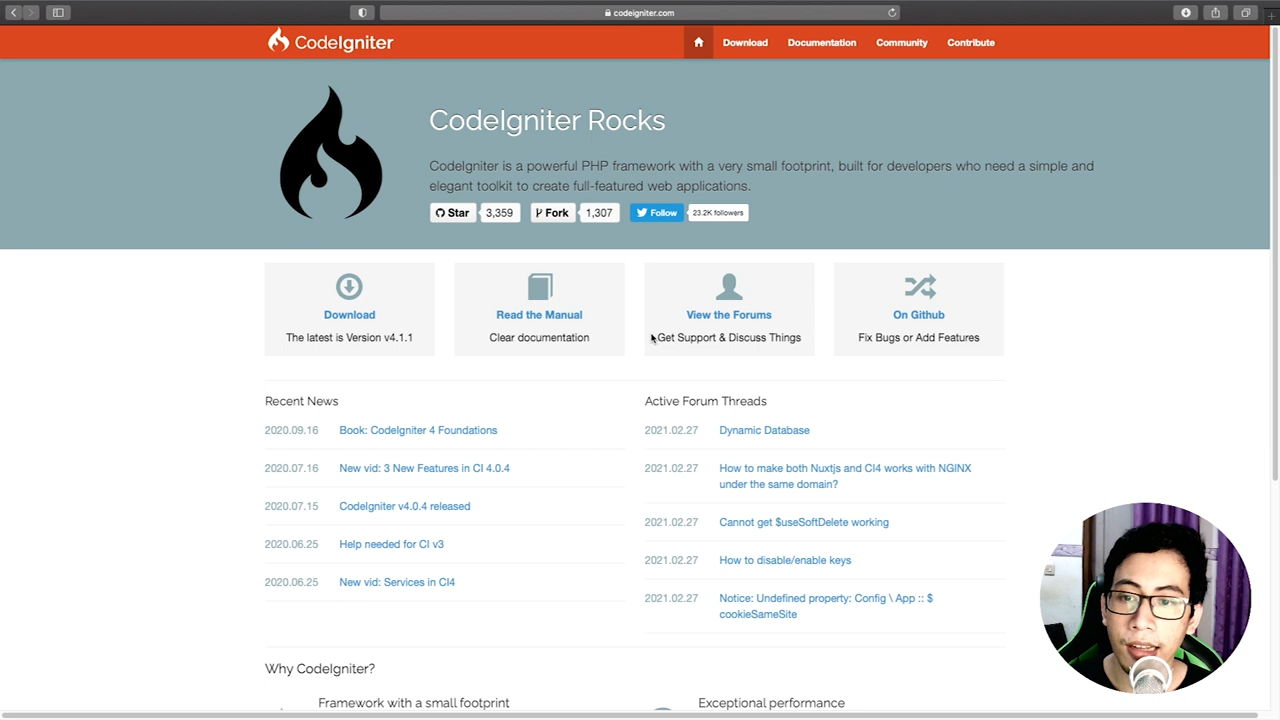 codeigniter.com
CodeIgniter
Download
Documentation
Community
Contribute
CodeIgniter Rocks
CodeIgniter is a powerful PHP framework with a very small footprint, built for developers who need a simple and
elegant toolkit to create full-featured web applications.
Star
3,359
Fork
1,307
Follow
23.2K followers
Download
The latest is Version v4.1.1
Read the Manual
Clear documentation
View the Forums
Get Support & Discuss Things
On Github
Fix Bugs or Add Features
Recent News
2020.09.16 Book: CodeIgniter 4 Foundations
2020.07.16 New vid: 3 New Features in CI 4.0.4
2020.07.15 CodeIgniter v4.0.4 released
2020.06.25 Help needed for CI v3
2020.06.25 New vid: Services in CI4
Active Forum Threads
2021.02.27 Dynamic Database
2021.02.27 How to make both Nuxtjs and CI4 works with NGINX
under the same domain?
2021.02.27 Cannot get $useSoftDelete working
2021.02.27 How to disable/enable keys
2021.02.27 Notice: Undefined property: Config \ App :: $
cookieSameSite
Why CodeIgniter?
Framework with a small footprint
Exceptional performance